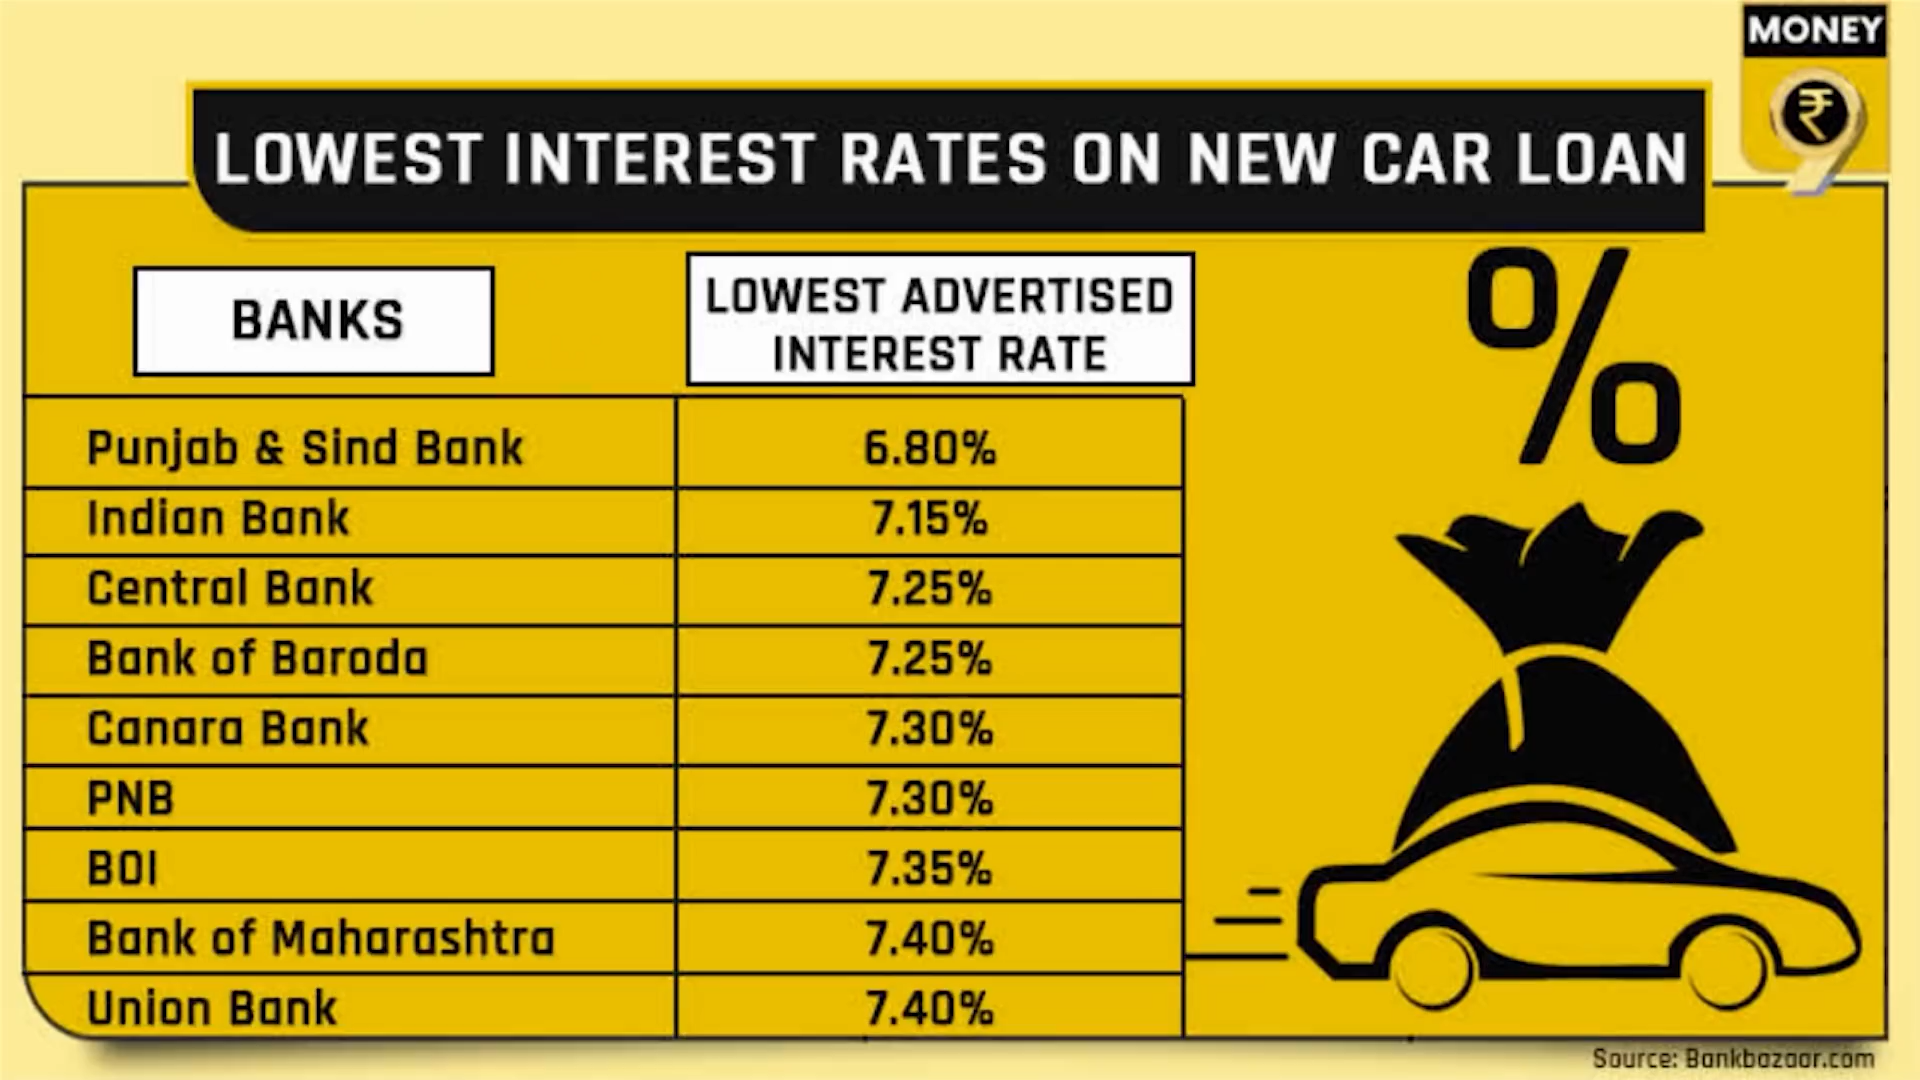 MONEY
₹
9
LOWEST INTEREST RATES ON NEW CAR LOAN
BANKS
LOWEST ADVERTISED
INTEREST RATE
%
Punjab & Sind Bank 6.80%
Indian Bank 7.15%
Central Bank 7.25%
Bank of Baroda 7.25%
Canara Bank 7.30%
PNB 7.30%
BOI 7.35%
Bank of Maharashtra 7.40%
Union Bank 7.40%
Source: Bankbazaar.com